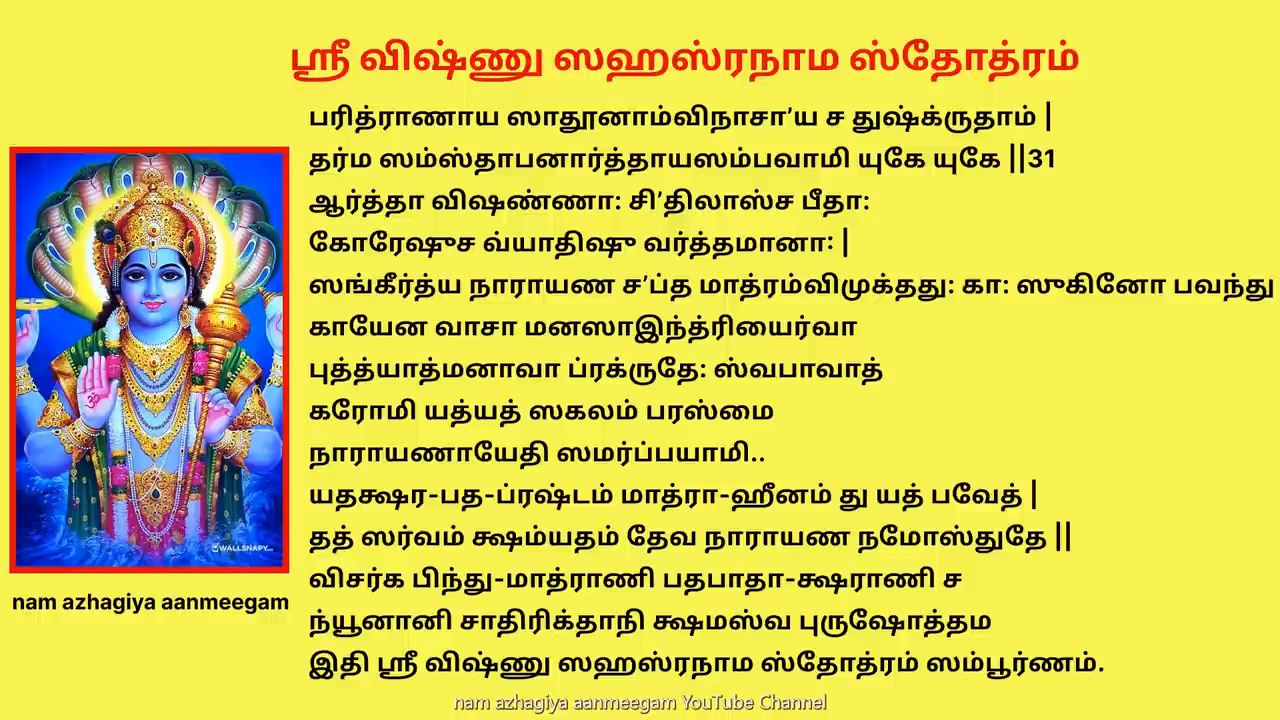 ஸ்ரீ விஷ்ணு ஸஹஸ்ரநாம ஸ்தோத்ரம்
பரித்ராணாய ஸாதூனாம்விநாசா’ய ச துஷ்க்ருதாம் |
தர்ம ஸம்ஸ்தாபனார்த்தாயஸம்பவாமி யுகே யுகே ||31
ஆர்த்தா விஷண்ணா: சி’திலாஸ்ச பீதா:
கோரேஷுச வ்யாதிஷு வர்த்தமானா: |
ஸங்கீர்த்ய நாராயண ச’ப்த மாத்ரம்விமுக்தது: கா: ஸுகினோ பவந்து
காயேன வாசா மனஸாஇந்த்ரியைர்வா
புத்த்யாத்மனாவா ப்ரக்ருதே: ஸ்வபாவாத்
கரோமி யத்யத் ஸகலம் பரஸ்மை
நாராயணாயேதி ஸமர்ப்பயாமி..
யதக்ஷர-பத-ப்ரஷ்டம் மாத்ரா-ஹீனம் து யத் பவேத் |
தத் ஸர்வம் க்ஷம்யதம் தேவ நாராயண நமோஸ்துதே ||
விசர்க பிந்து-மாத்ராணி பதபாதா-க்ஷராணி ச
ந்யூனானி சாதிரிக்தாநி க்ஷமஸ்வ புருஷோத்தம
இதி ஸ்ரீ விஷ்ணு ஸஹஸ்ரநாம ஸ்தோத்ரம் ஸம்பூர்ணம்.
WALLSNAPY.COM
nam azhagiya aanmeegam
nam azhagiya aanmeegam YouTube Channel